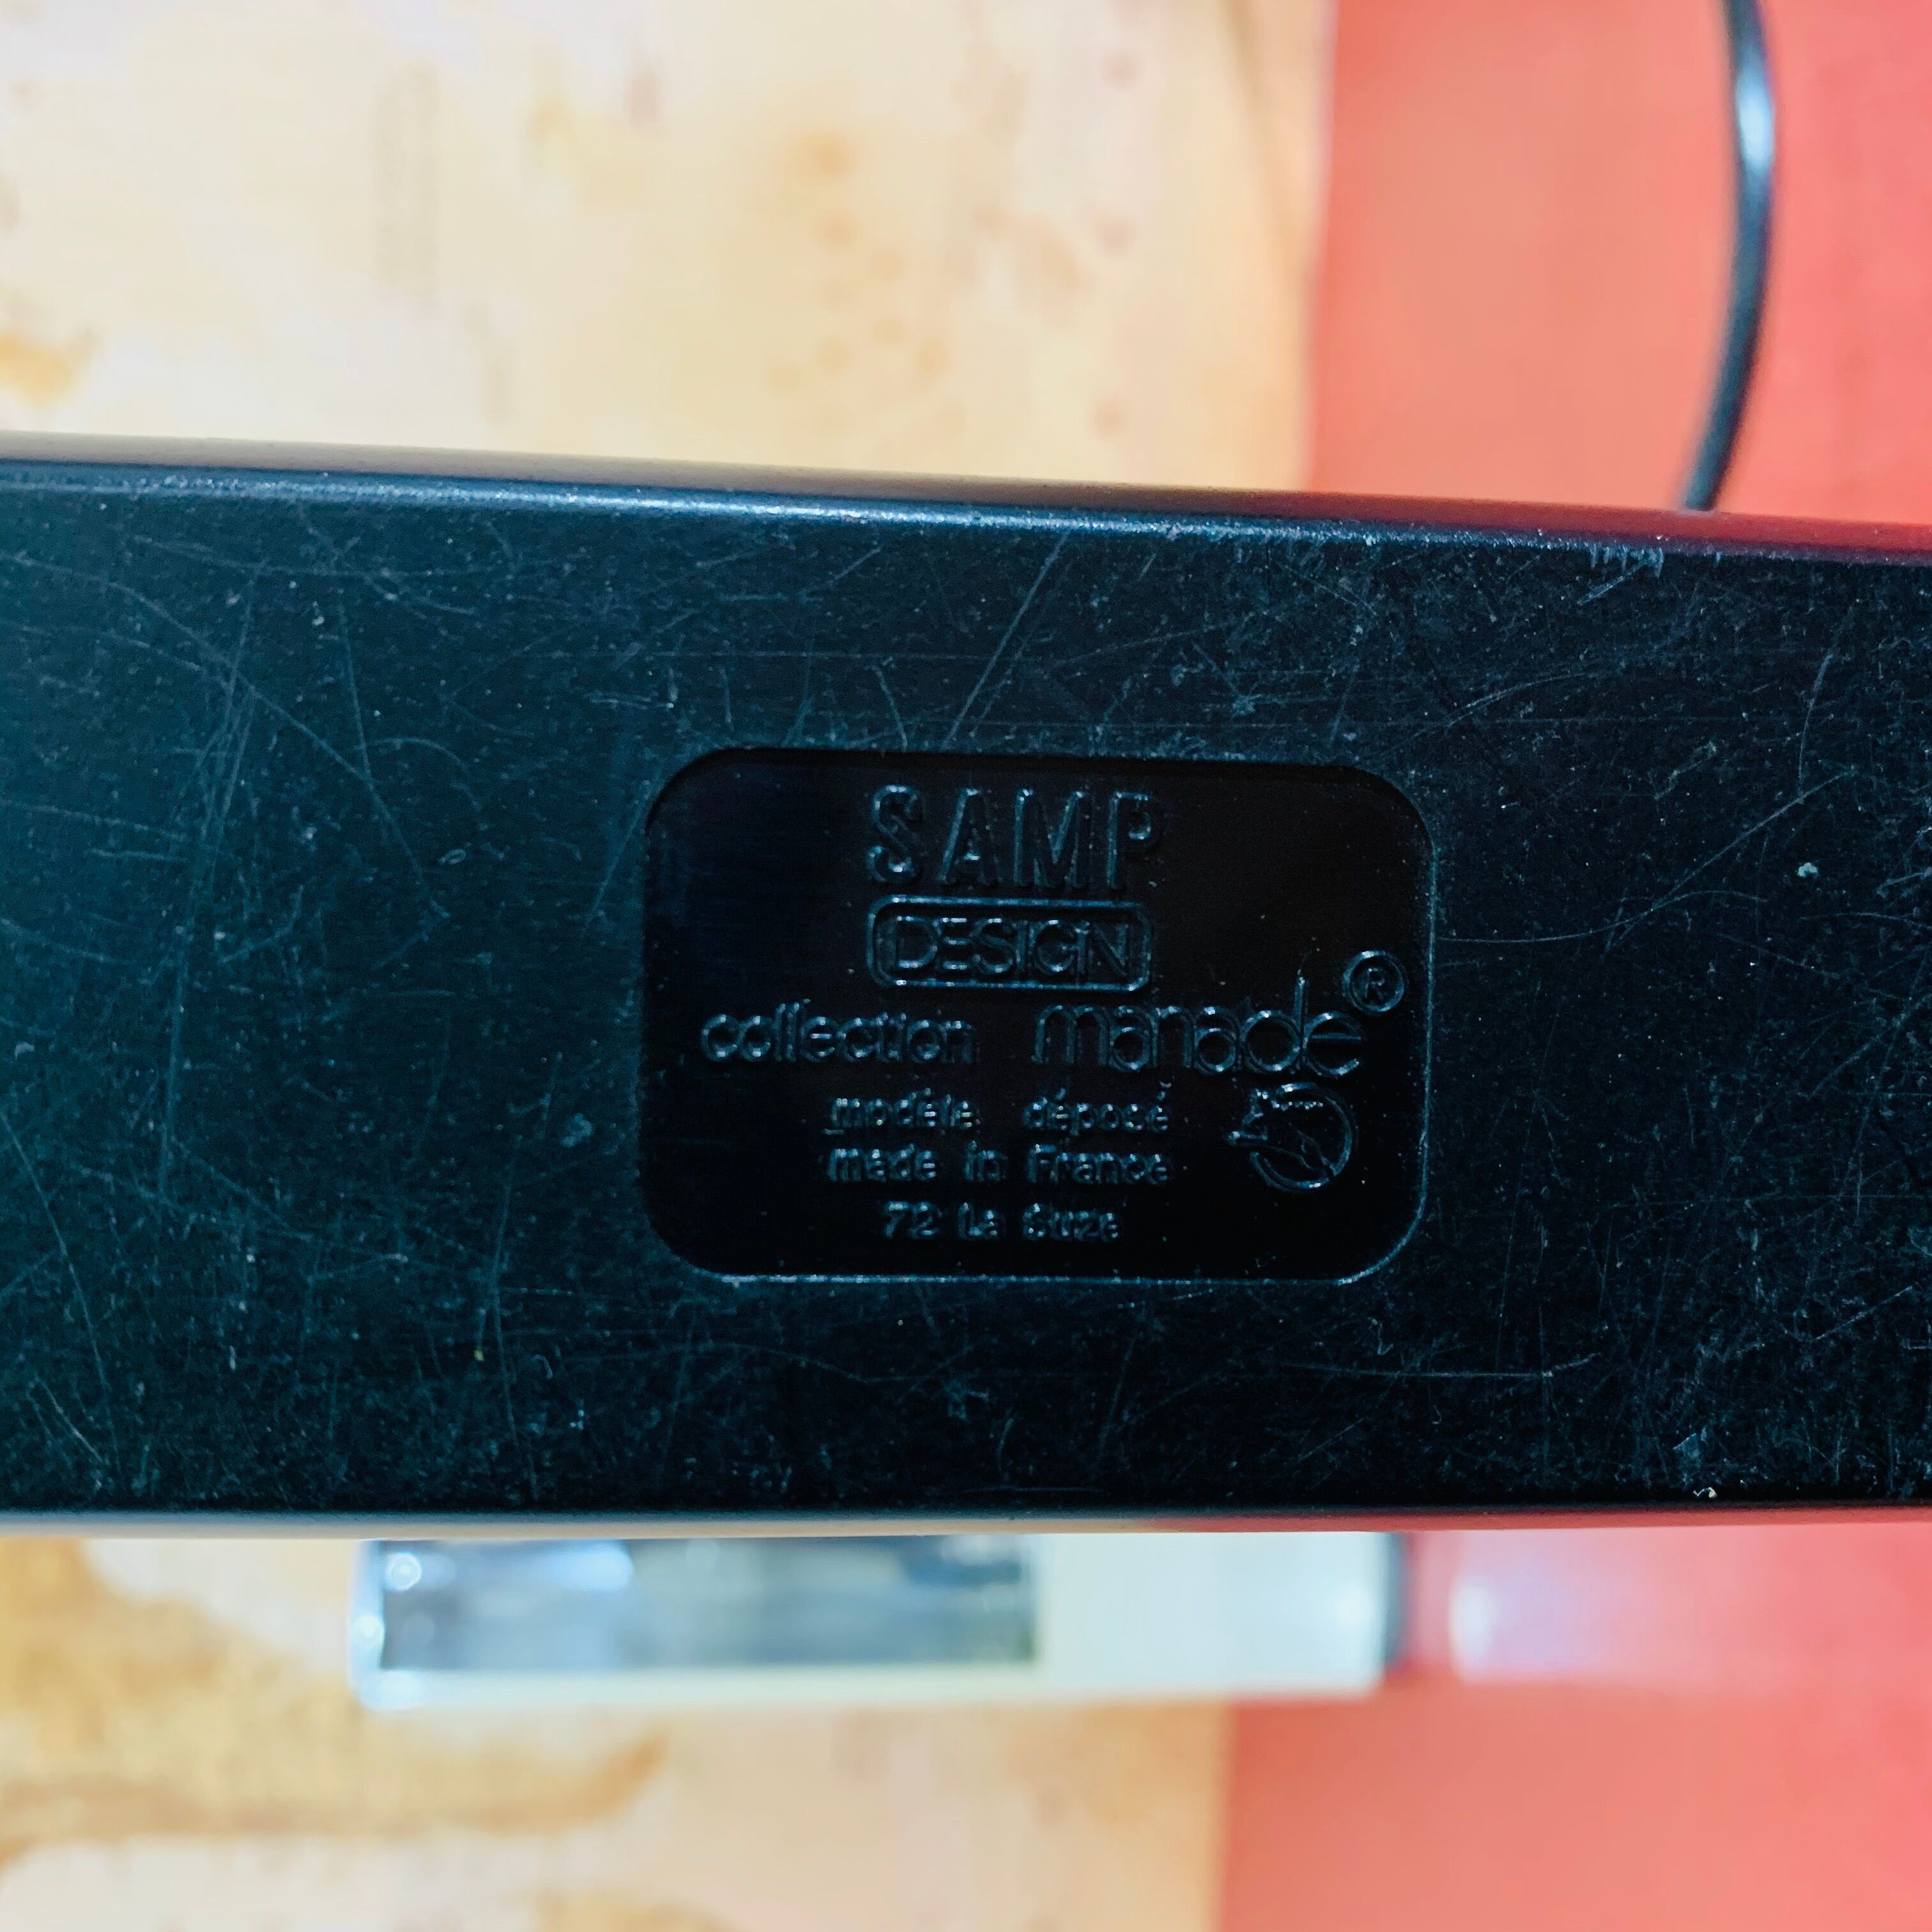 SAMP
DESIGN
collection manade®
modèle déposé
made in France
72 La Suze